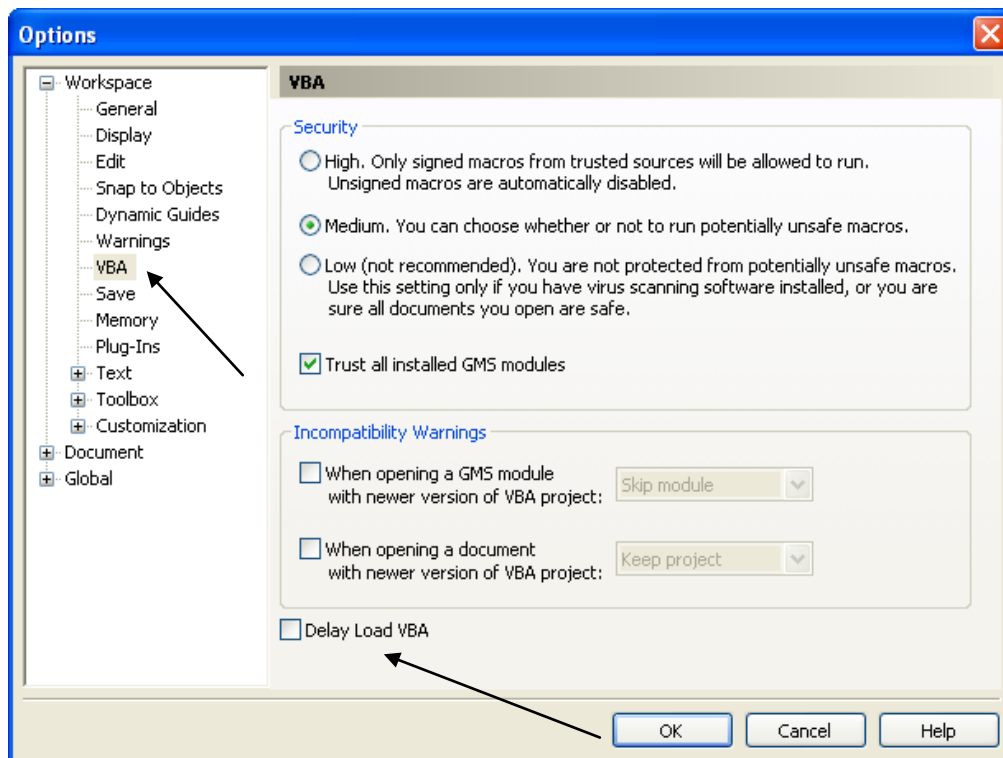 Options
Workspace
General
Display
Edit
Snap to Objects
Dynamic Guides
Warnings
VBA
Save
Memory
Plug-Ins
Text
Toolbox
Customization
Document
Global
VBA
Security
High. Only signed macros from trusted sources will be allowed to run.
Unsigned macros are automatically disabled.
Medium. You can choose whether or not to run potentially unsafe macros.
Low (not recommended). You are not protected from potentially unsafe macros.
Use this setting only if you have virus scanning software installed, or you are
sure all documents you open are safe.
Trust all installed GMS modules
Incompatibility Warnings
When opening a GMS module
with newer version of VBA project:
Skip module
When opening a document
with newer version of VBA project:
Keep project
Delay Load VBA
OK
Cancel
Help